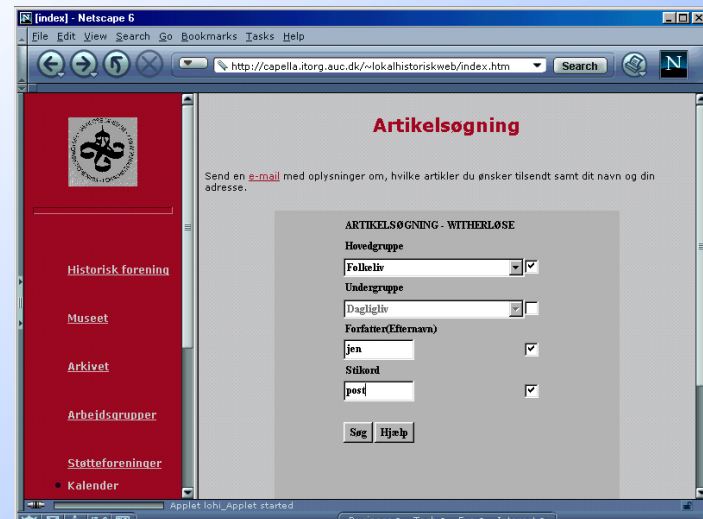 [index] - Netscape 6
File Edit View Search Go Bookmarks Tasks Help
http://capella.itorg.auc.dk/~lokalhistoriskweb/index.htm Search N
Artikelsøgning
Send en e-mail med oplysninger om, hvilke artikler du ønsker tilsendt samt dit navn og din
adresse.
ARTIKELSØGNING - WITHERLØSE
Hovedgruppe
Folkeliv
Undergruppe
Dagligliv
Forfatter(Efternavn)
jen
Stikord
post
Søg Hjælp
Historisk forening
Museet
Arkivet
Arbejdsgrupper
Støtteforeninger
Kalender
Applet lohi_Applet started